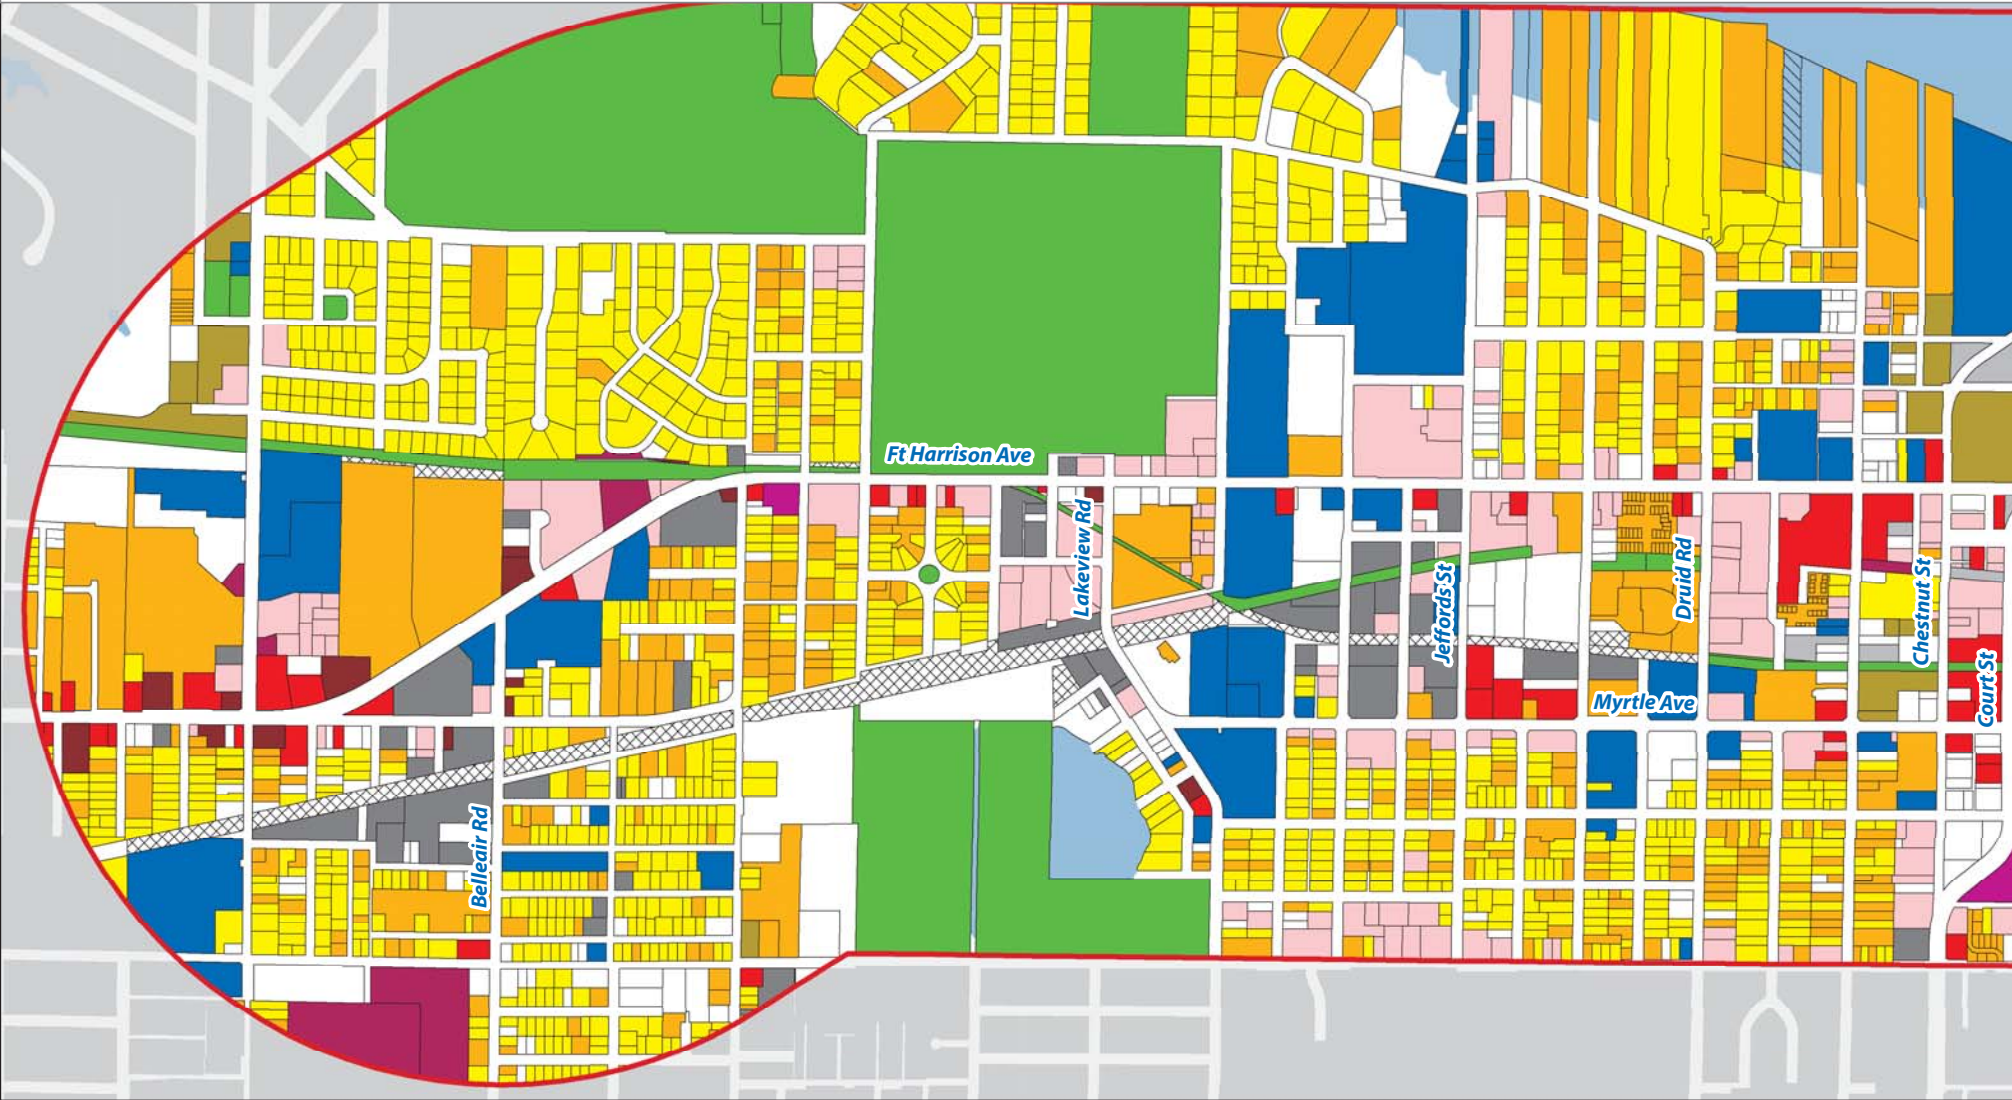 Ft Harrison Ave
Lakeview Rd
Jeffords St
Druid Rd
Chestnut St
Court St
Myrtle Ave
Belleair Rd